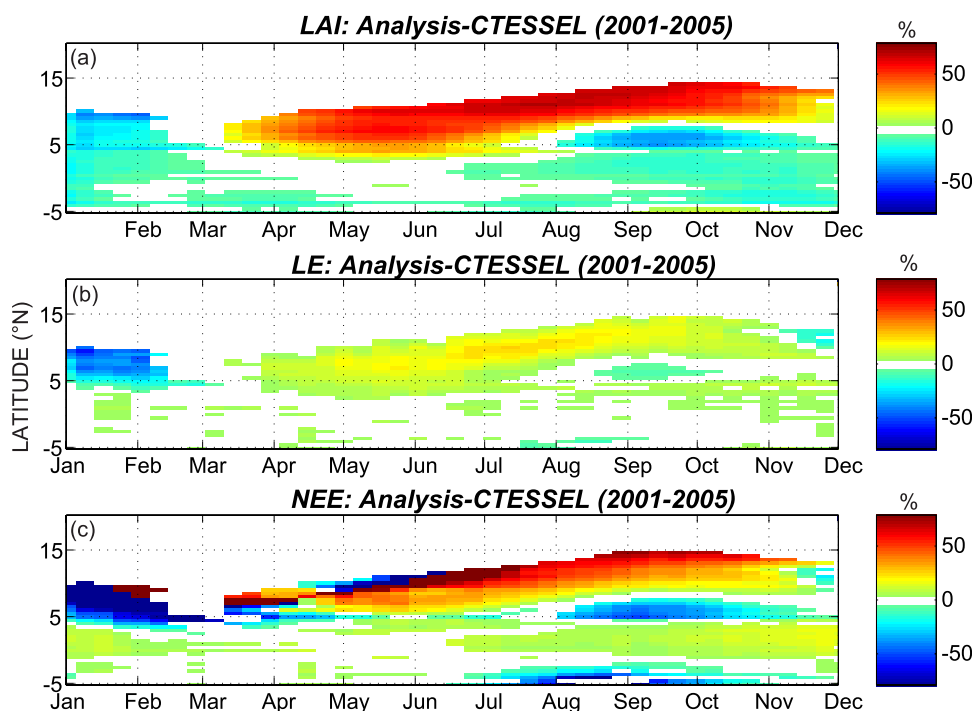 LAI: Analysis-CTESSEL (2001-2005)
%
(a)
15
5
-5
50
0
-50
Feb Mar Apr May Jun Jul Aug Sep Oct Nov Dec
LE: Analysis-CTESSEL (2001-2005)
%
(b)
15
5
-5
50
0
-50
LATITUDE (°N)
Jan Feb Mar Apr May Jun Jul Aug Sep Oct Nov Dec
NEE: Analysis-CTESSEL (2001-2005)
%
(c)
15
5
-5
50
0
-50
Jan Feb Mar Apr May Jun Jul Aug Sep Oct Nov Dec